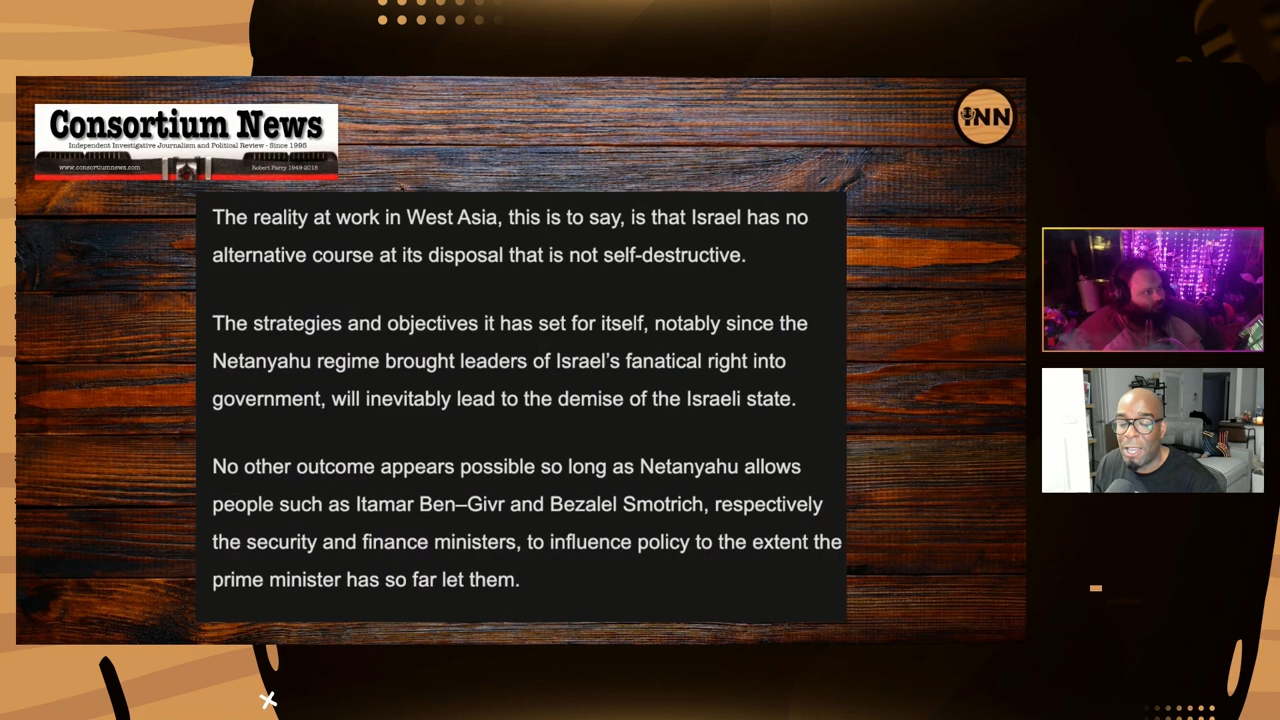 Consortium News
Independent Investigative Journalism and Political Review - Since 1995
www.consortiumnews.com
Robert Parry 1949-2018
iNN
The reality at work in West Asia, this is to say, is that Israel has no
alternative course at its disposal that is not self-destructive.
The strategies and objectives it has set for itself, notably since the
Netanyahu regime brought leaders of Israel's fanatical right into
government, will inevitably lead to the demise of the Israeli state.
No other outcome appears possible so long as Netanyahu allows
people such as Itamar Ben–Givr and Bezalel Smotrich, respectively
the security and finance ministers, to influence policy to the extent the
prime minister has so far let them.